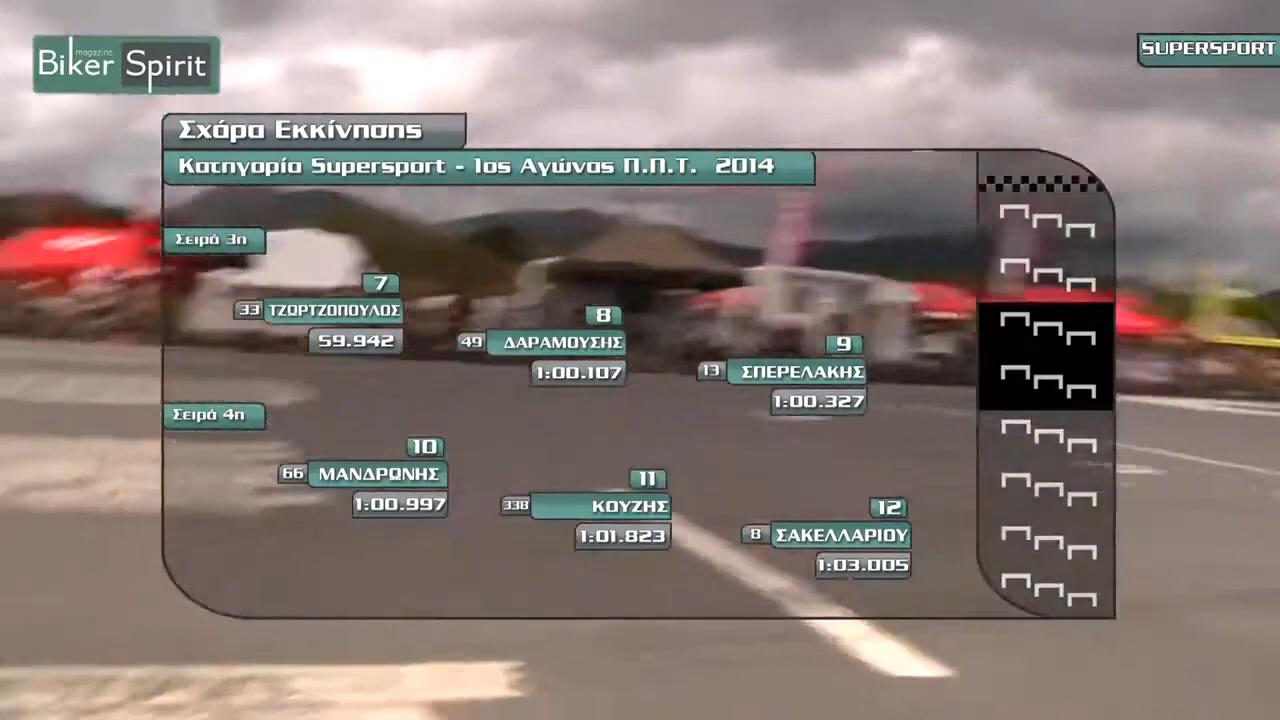 magazine
Biker Spirit
SUPERSPORT
Σχάρα Εκκίνησης
Κατηγορία Supersport - 1ος Αγώνας Π.Π.Τ. 2014
Σειρά 3η
7
33 ΤΖΩΡΤΖΟΠΟΥΛΟΣ
59.942
8
49 ΔΑΡΑΜΟΥΣΗΣ
1:00.107
9
13 ΣΠΕΡΕΛΑΚΗΣ
1:00.327
Σειρά 4η
10
66 ΜΑΝΔΡΩΝΗΣ
1:00.997
11
338 ΚΟΥΖΗΣ
1:01.823
12
8 ΣΑΚΕΛΛΑΡΙΟΥ
1:03.005